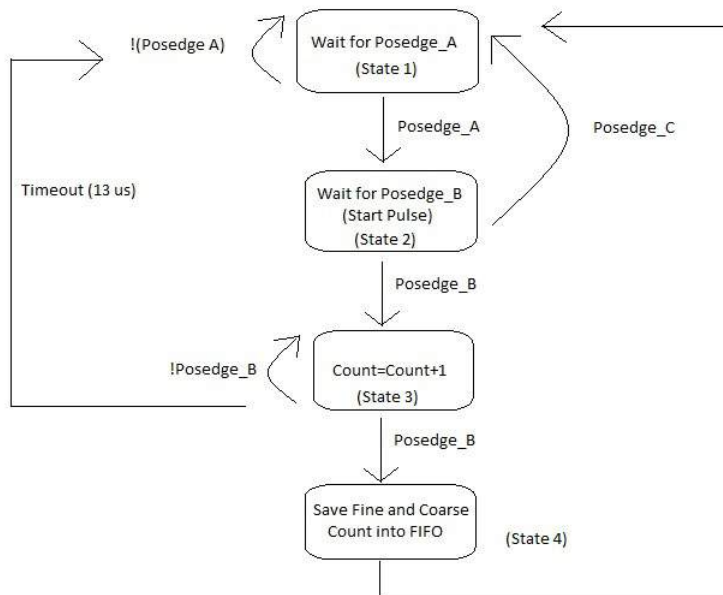 !(Posedge A)
Wait for Posedge_A
(State 1)
Posedge_A
Posedge_C
Timeout (13 us)
Wait for Posedge_B
(Start Pulse)
(State 2)
Posedge_B
!Posedge_B
Count=Count+1
(State 3)
Posedge_B
Save Fine and Coarse
Count into FIFO
(State 4)